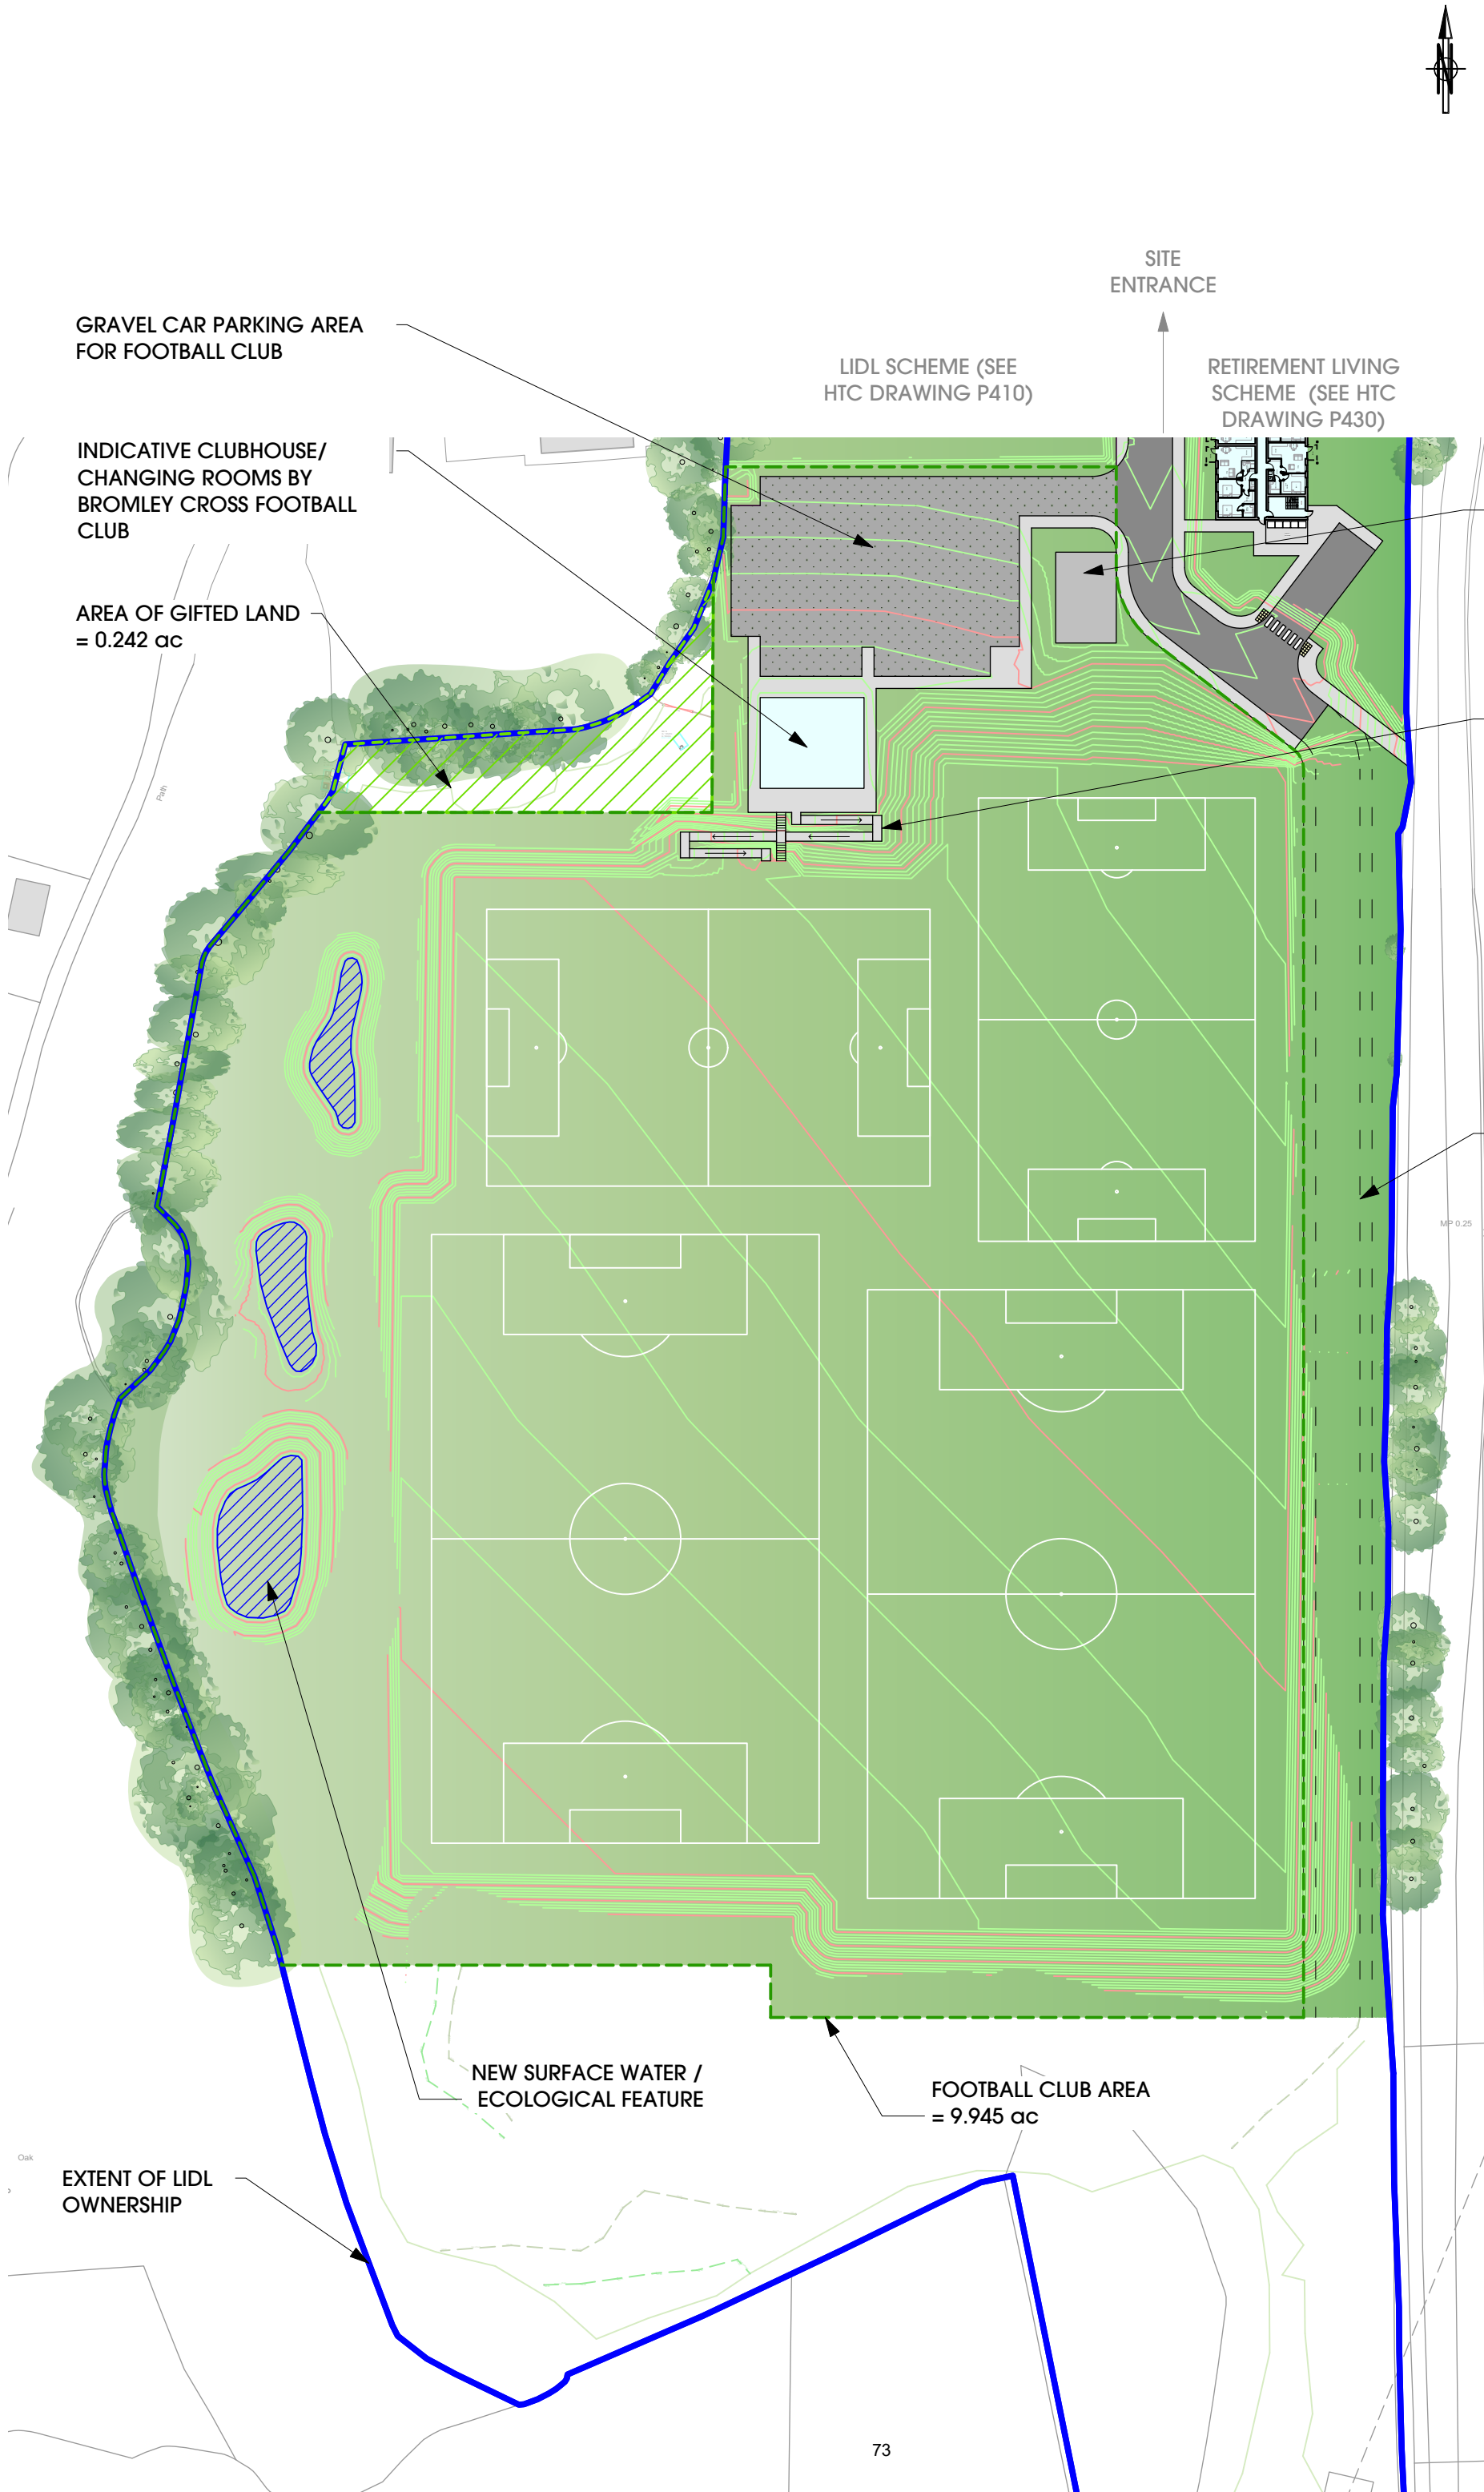 N
SITE
ENTRANCE
GRAVEL CAR PARKING AREA
FOR FOOTBALL CLUB
LIDL SCHEME (SEE
HTC DRAWING P410)
RETIREMENT LIVING
SCHEME (SEE HTC
DRAWING P430)
INDICATIVE CLUBHOUSE/
CHANGING ROOMS BY
BROMLEY CROSS FOOTBALL
CLUB
AREA OF GIFTED LAND
= 0.242 ac
Path
MP 0.25
NEW SURFACE WATER /
ECOLOGICAL FEATURE
FOOTBALL CLUB AREA
= 9.945 ac
Oak
EXTENT OF LIDL
OWNERSHIP
73